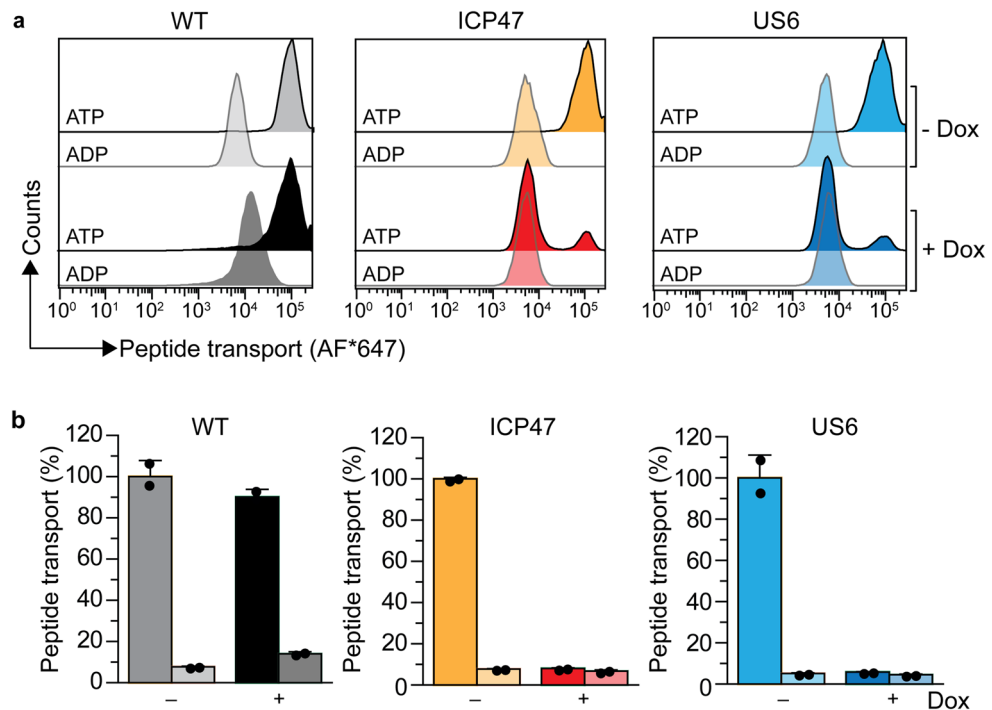 a
WT ICP47 US6
ATP ATP ATP
ADP ADP ADP
- Dox
ATP ATP ATP
ADP ADP ADP
+ Dox
Counts
10⁰ 10¹ 10² 10³ 10⁴ 10⁵ 10⁰ 10¹ 10² 10³ 10⁴ 10⁵ 10⁰ 10¹ 10² 10³ 10⁴ 10⁵
Peptide transport (AF*647)
b
WT ICP47 US6
Peptide transport (%) Peptide transport (%) Peptide transport (%)
120 120 120
100 100 100
80 80 80
60 60 60
40 40 40
20 20 20
0 0 0
– + – + – + Dox